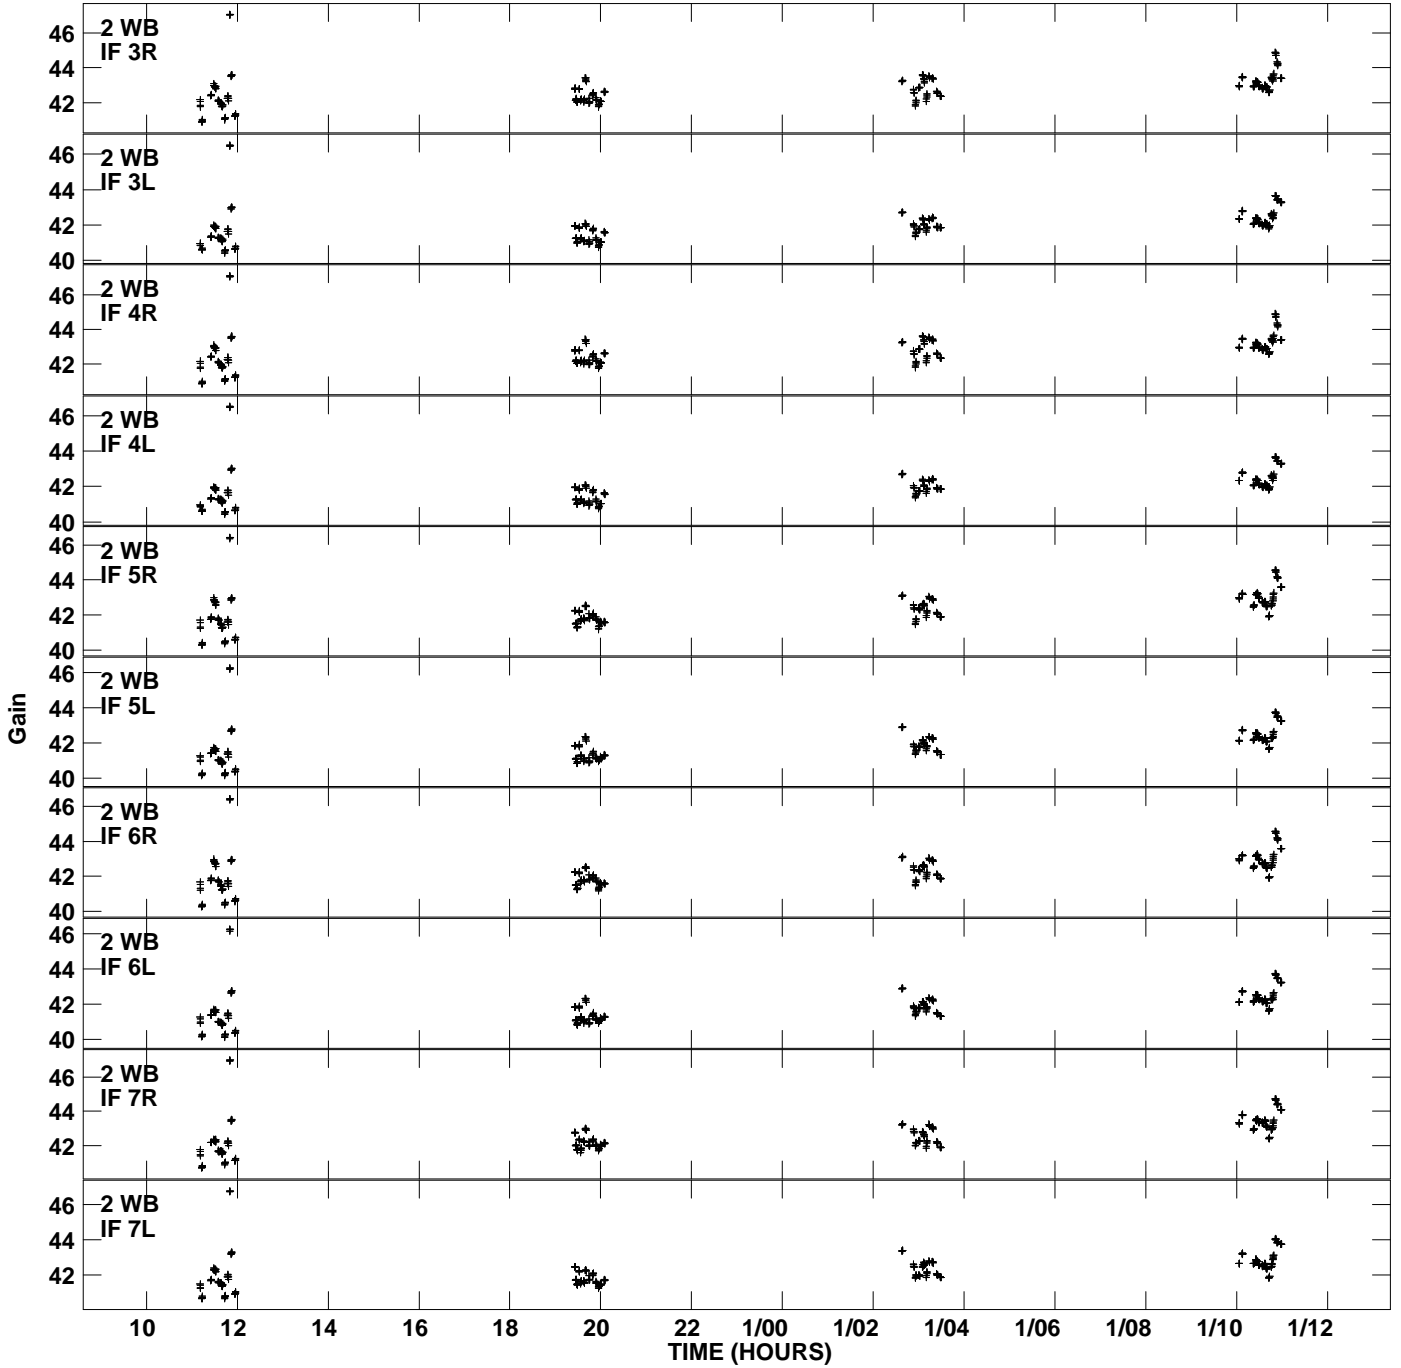 2 WB
IF 3R
46
44
42
2 WB
IF 3L
46
44
42
40
2 WB
IF 4R
46
44
42
2 WB
IF 4L
46
44
42
40
2 WB
IF 5R
46
44
42
40
2 WB
IF 5L
46
44
42
40
Gain
2 WB
IF 6R
46
44
42
40
2 WB
IF 6L
46
44
42
40
2 WB
IF 7R
46
44
42
2 WB
IF 7L
46
44
42
10 12 14 16 18 20 22 1/00 1/02 1/04 1/06 1/08 1/10 1/12
TIME (HOURS)